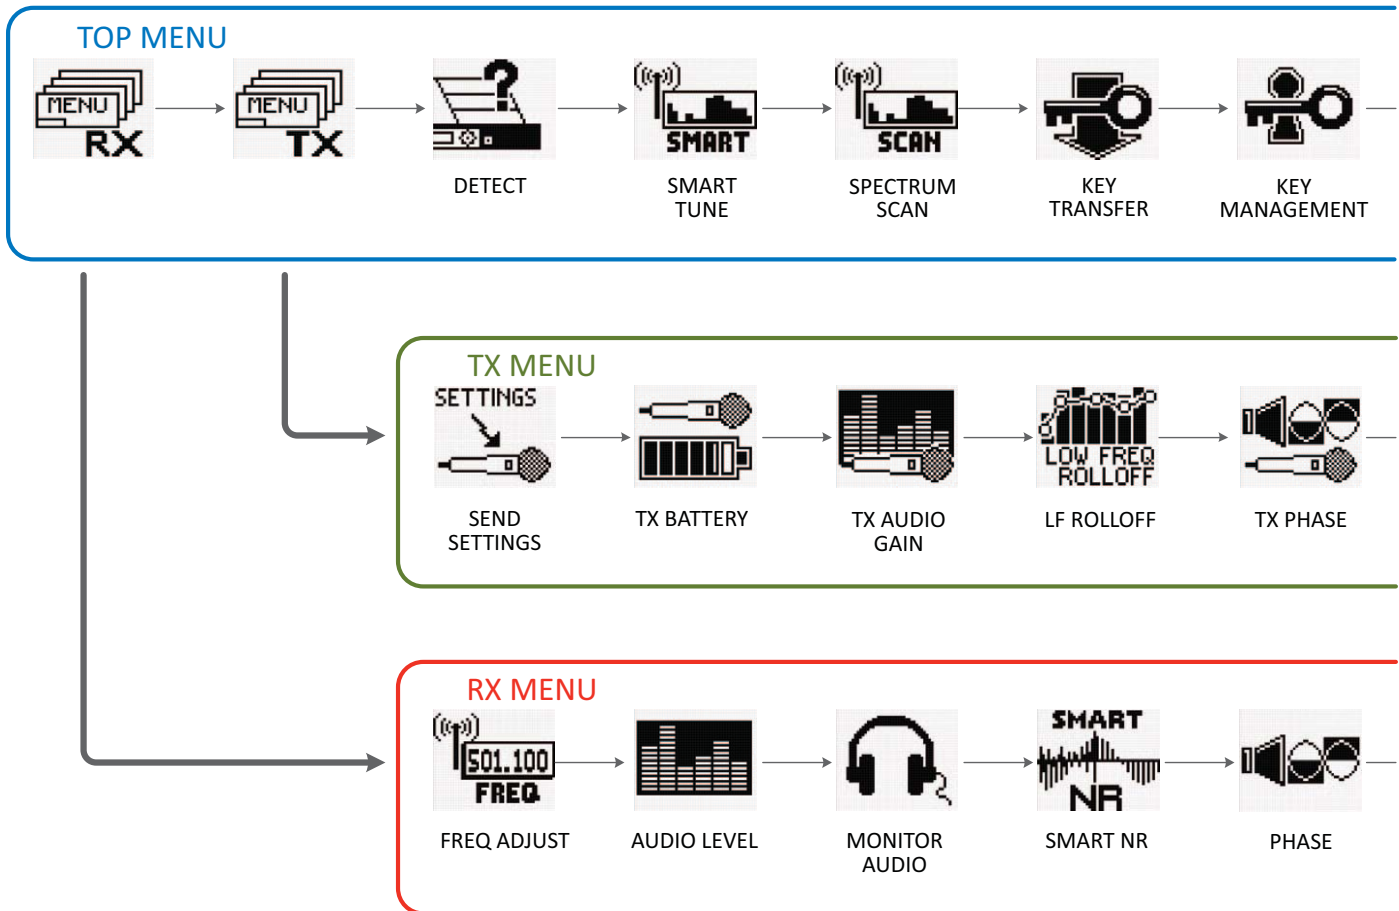 TOP MENU
MENU
RX
MENU
TX
SMART
SCAN
DETECT
SMART
TUNE
SPECTRUM
SCAN
KEY
TRANSFER
KEY
MANAGEMENT
TX MENU
SETTINGS
LOW FREQ
ROLLOFF
SEND
SETTINGS
TX BATTERY
TX AUDIO
GAIN
LF ROLLOFF
TX PHASE
RX MENU
501.100
FREQ
SMART
NR
FREQ ADJUST
AUDIO LEVEL
MONITOR
AUDIO
SMART NR
PHASE